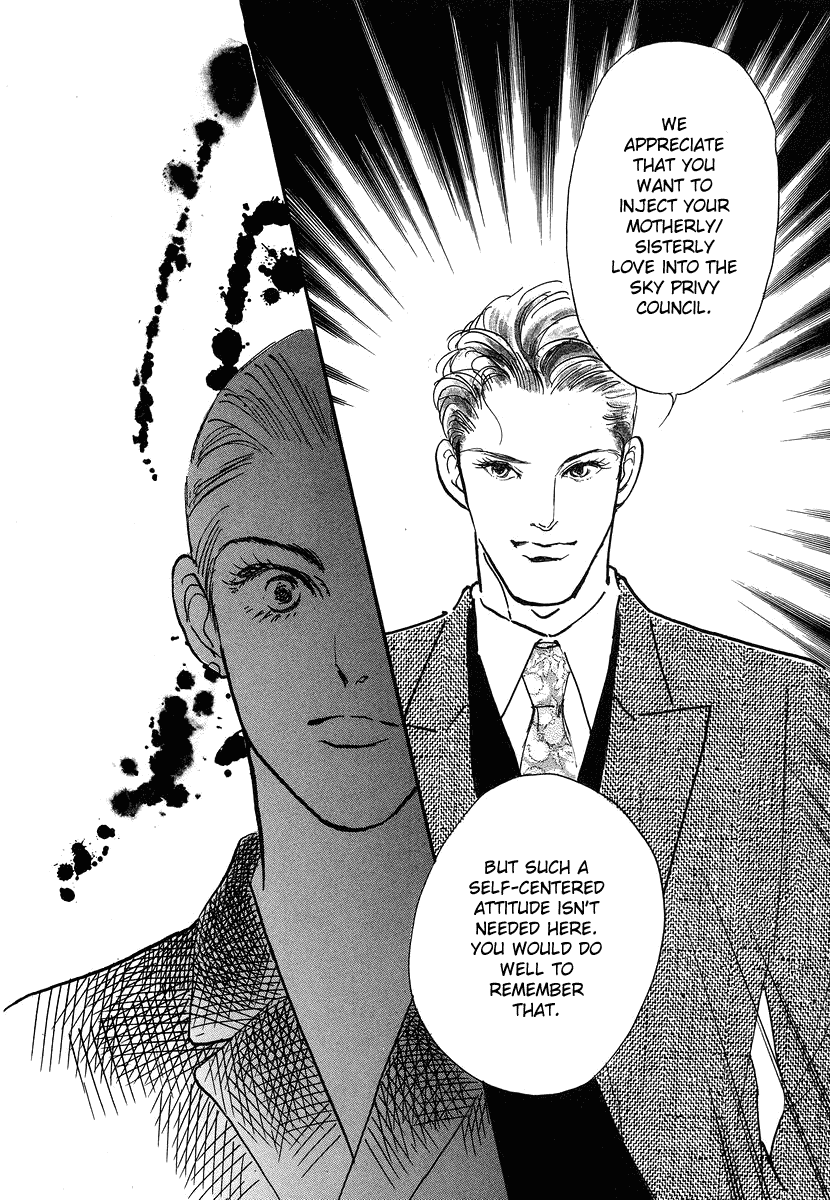 WE
APPRECIATE
THAT YOU
WANT TO
INJECT YOUR
MOTHERLY/
SISTERLY
LOVE INTO THE
SKY PRIVY
COUNCIL.
BUT SUCH A
SELF-CENTERED
ATTITUDE ISN'T
NEEDED HERE.
YOU WOULD DO
WELL TO
REMEMBER
THAT.